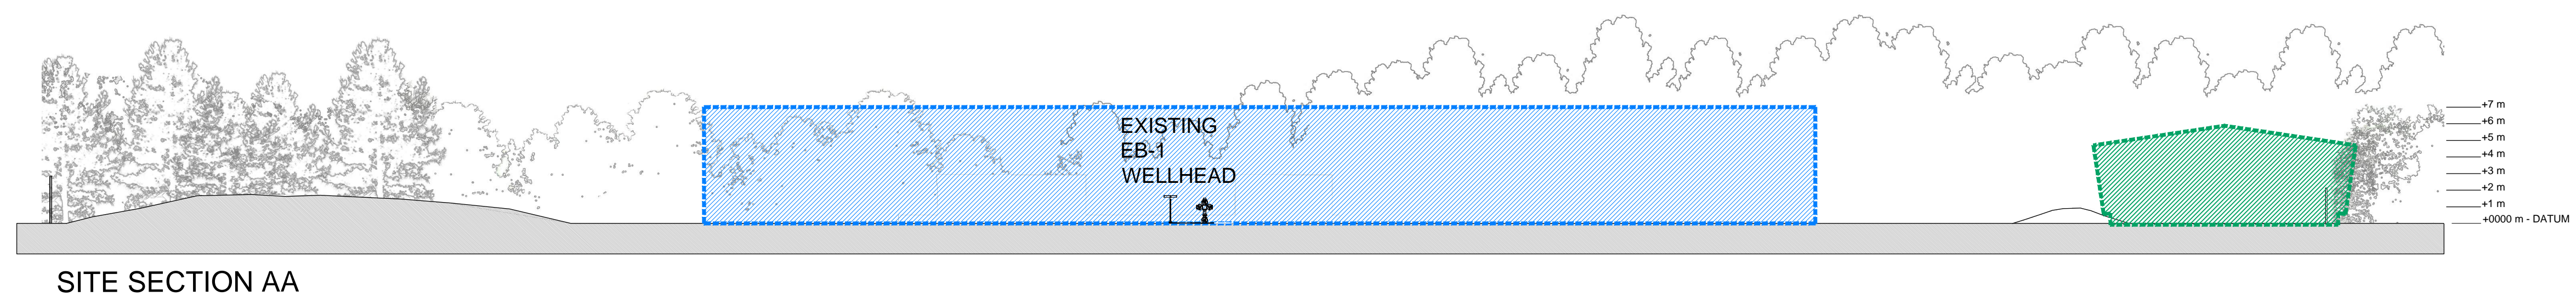 EXISTING
EB-1
WELLHEAD
+7 m
+6 m
+5 m
+4 m
+3 m
+2 m
+1 m
+0000 m - DATUM
SITE SECTION AA